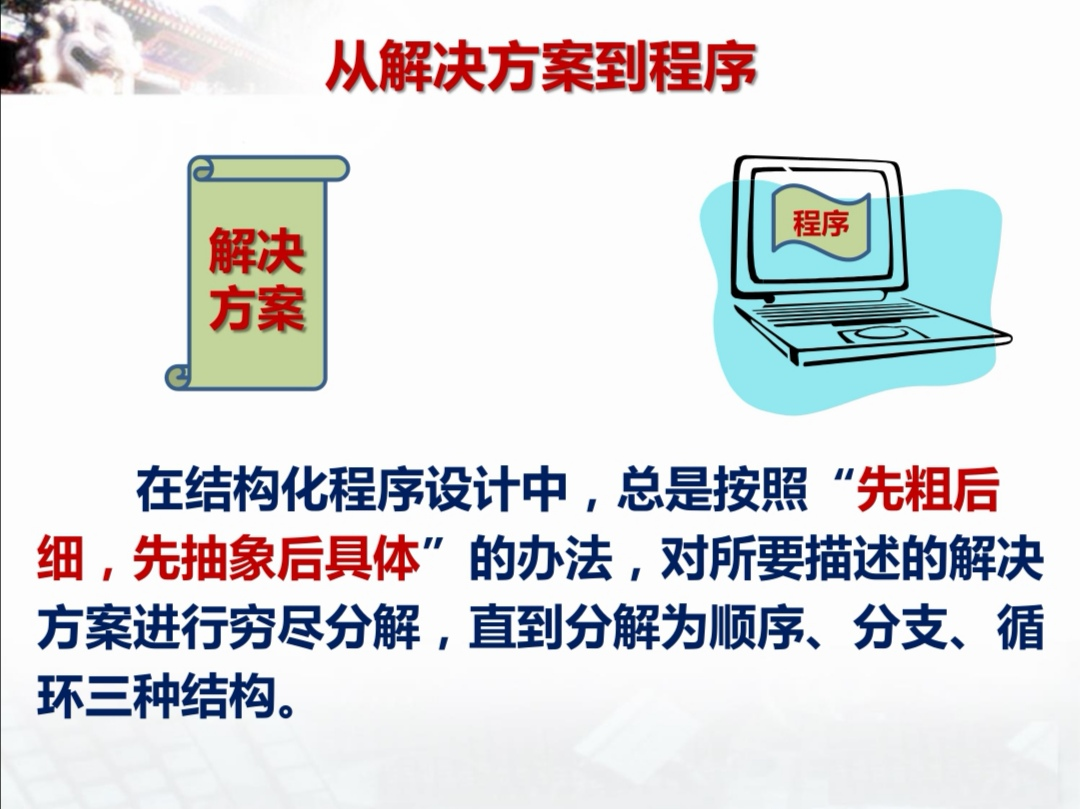 从解决方案到程序
解决
方案
程序
在结构化程序设计中，总是按照“先粗后
细，先抽象后具体”的办法，对所要描述的解决
方案进行穷尽分解，直到分解为顺序、分支、循
环三种结构。